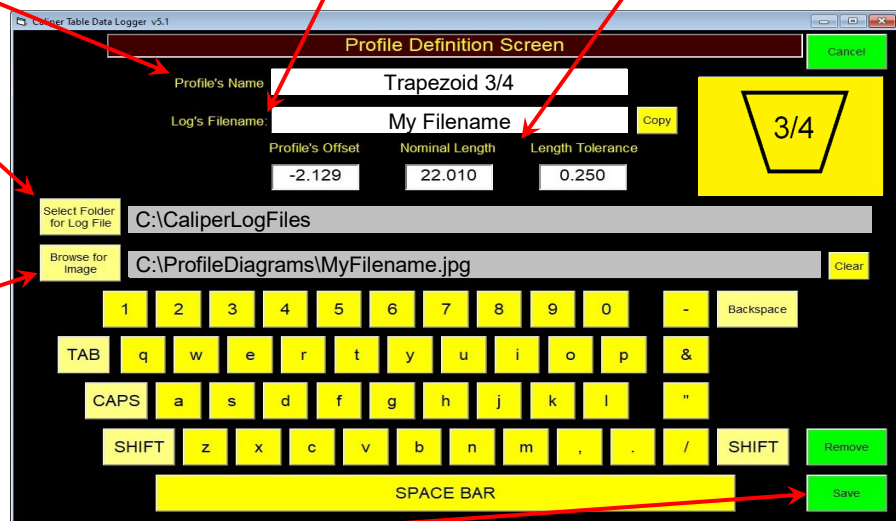 Caliper Table Data Logger v5.1
Profile Definition Screen
Cancel
Profile's Name
Trapezoid 3/4
Log's Filename:
My Filename
Copy
3/4
Profile's Offset
Nominal Length
Length Tolerance
-2.129
22.010
0.250
Select Folder
for Log File
C:\CaliperLogFiles
Browse for
Image
C:\ProfileDiagrams\MyFilename.jpg
Clear
1 2 3 4 5 6 7 8 9 0 - Backspace
TAB q w e r t y u i o p &
CAPS a s d f g h j k l "
SHIFT z x c v b n m , . / SHIFT
Remove
SPACE BAR
Save